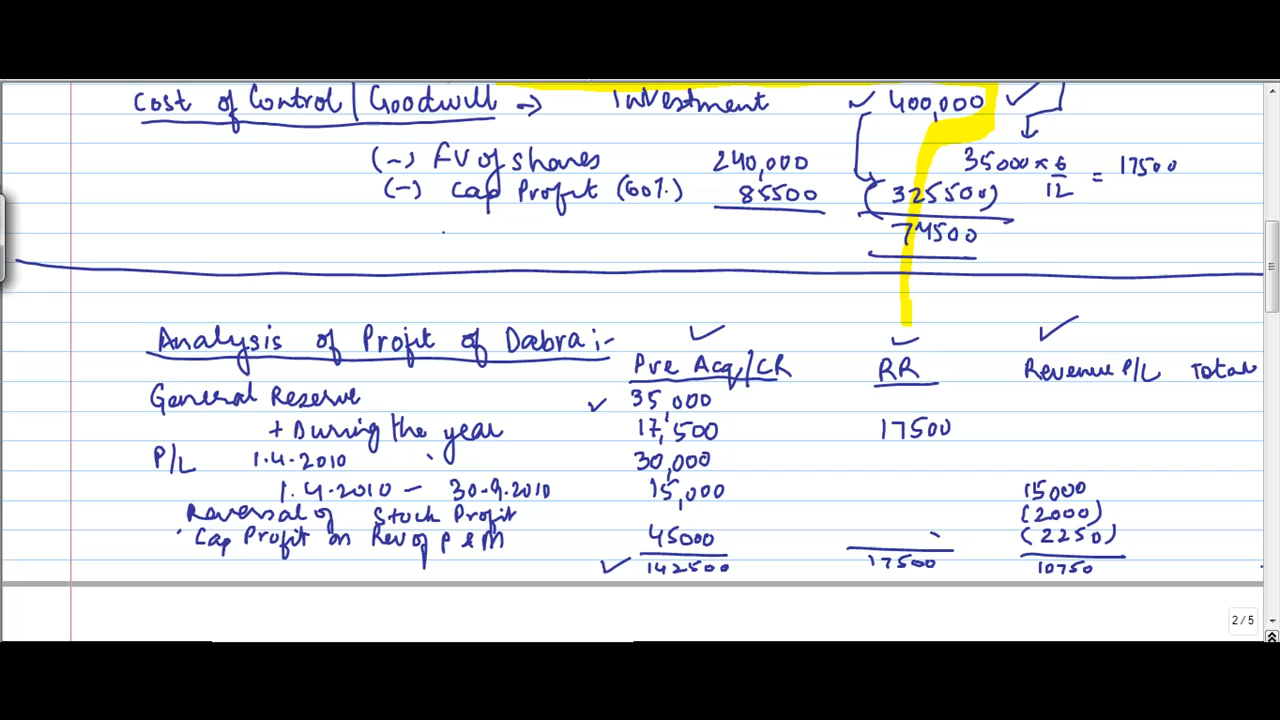 Cost of Control / Goodwill → Investment ✓ 400,000 ✓
(-) FV of shares 240,000 35000 × 6/12 = 17500
(-) Cap Profit (60%) 85500 (325500)
74500
Analysis of Profit of Dabra :- ✓ ✓ ✓
Pre Acq/CR RR Revenue P/L Total
General Reserve ✓ 35,000
+ During the year 17,500 17500
P/L 1.4.2010 30,000
1.4.2010 - 30.9.2010 15,000 15000
Reversal of Stock Profit (2000)
Cap Profit on Rev of P & M 45000 (2250)
✓ 142500 17500 10750
2 / 5